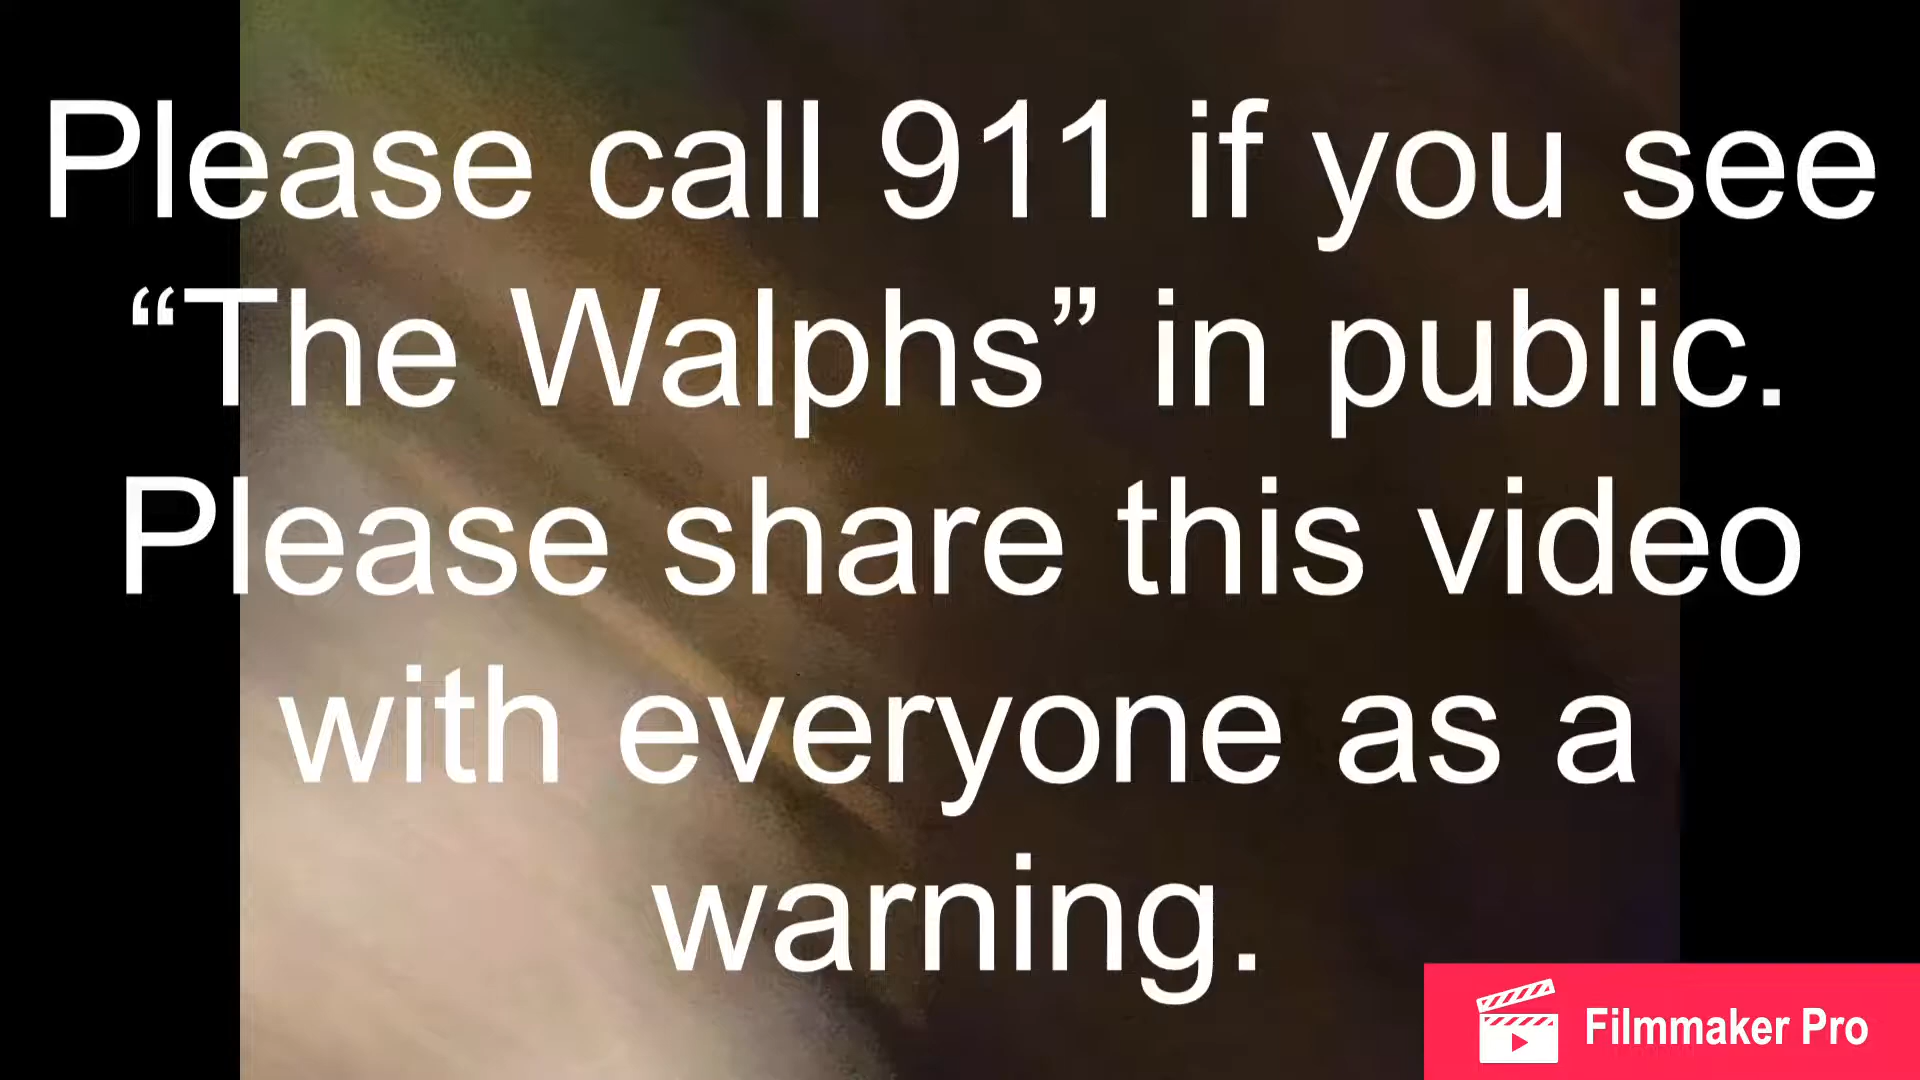 Please call 911 if you see
“The Walphs” in public.
Please share this video
with everyone as a
warning.
Filmmaker Pro